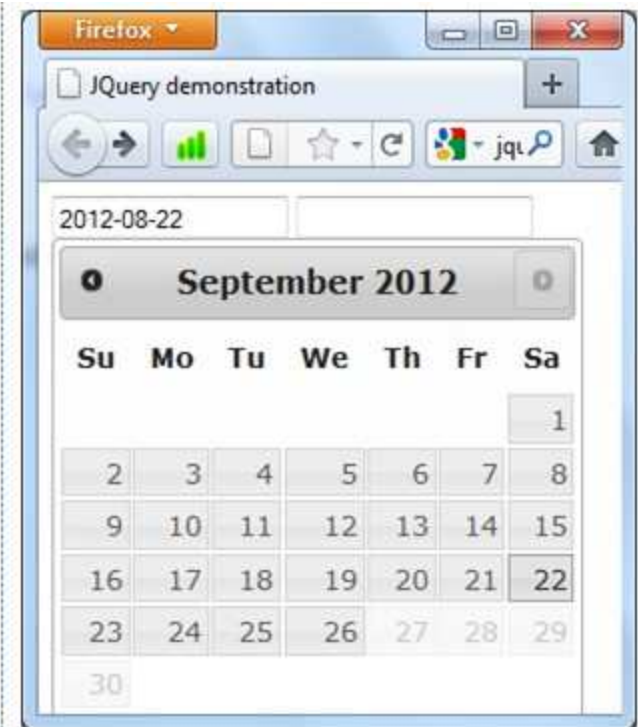 Firefox
JQuery demonstration +
jqu
2012-08-22
September 2012
Su Mo Tu We Th Fr Sa
1
2 3 4 5 6 7 8
9 10 11 12 13 14 15
16 17 18 19 20 21 22
23 24 25 26 27 28 29
30